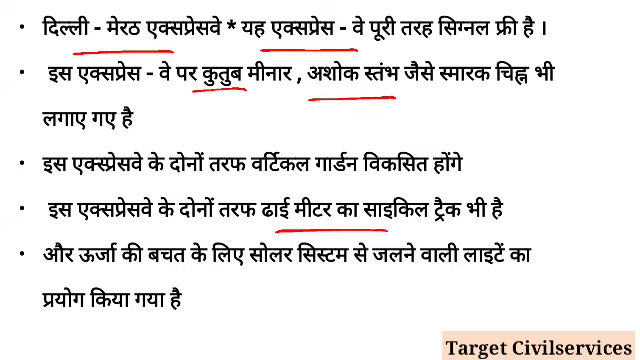 • दिल्ली - मेरठ एक्सप्रेसवे * यह एक्सप्रेस - वे पूरी तरह सिग्नल फ्री है ।
• इस एक्सप्रेस - वे पर कुतुब मीनार , अशोक स्तंभ जैसे स्मारक चिह्न भी
लगाए गए है
• इस एक्स्प्रेसवे के दोनों तरफ वर्टिकल गार्डन विकसित होंगे
• इस एक्सप्रेसवे के दोनों तरफ ढाई मीटर का साइकिल ट्रैक भी है
• और ऊर्जा की बचत के लिए सोलर सिस्टम से जलने वाली लाइटें का
प्रयोग किया गया है
Target Civilservices